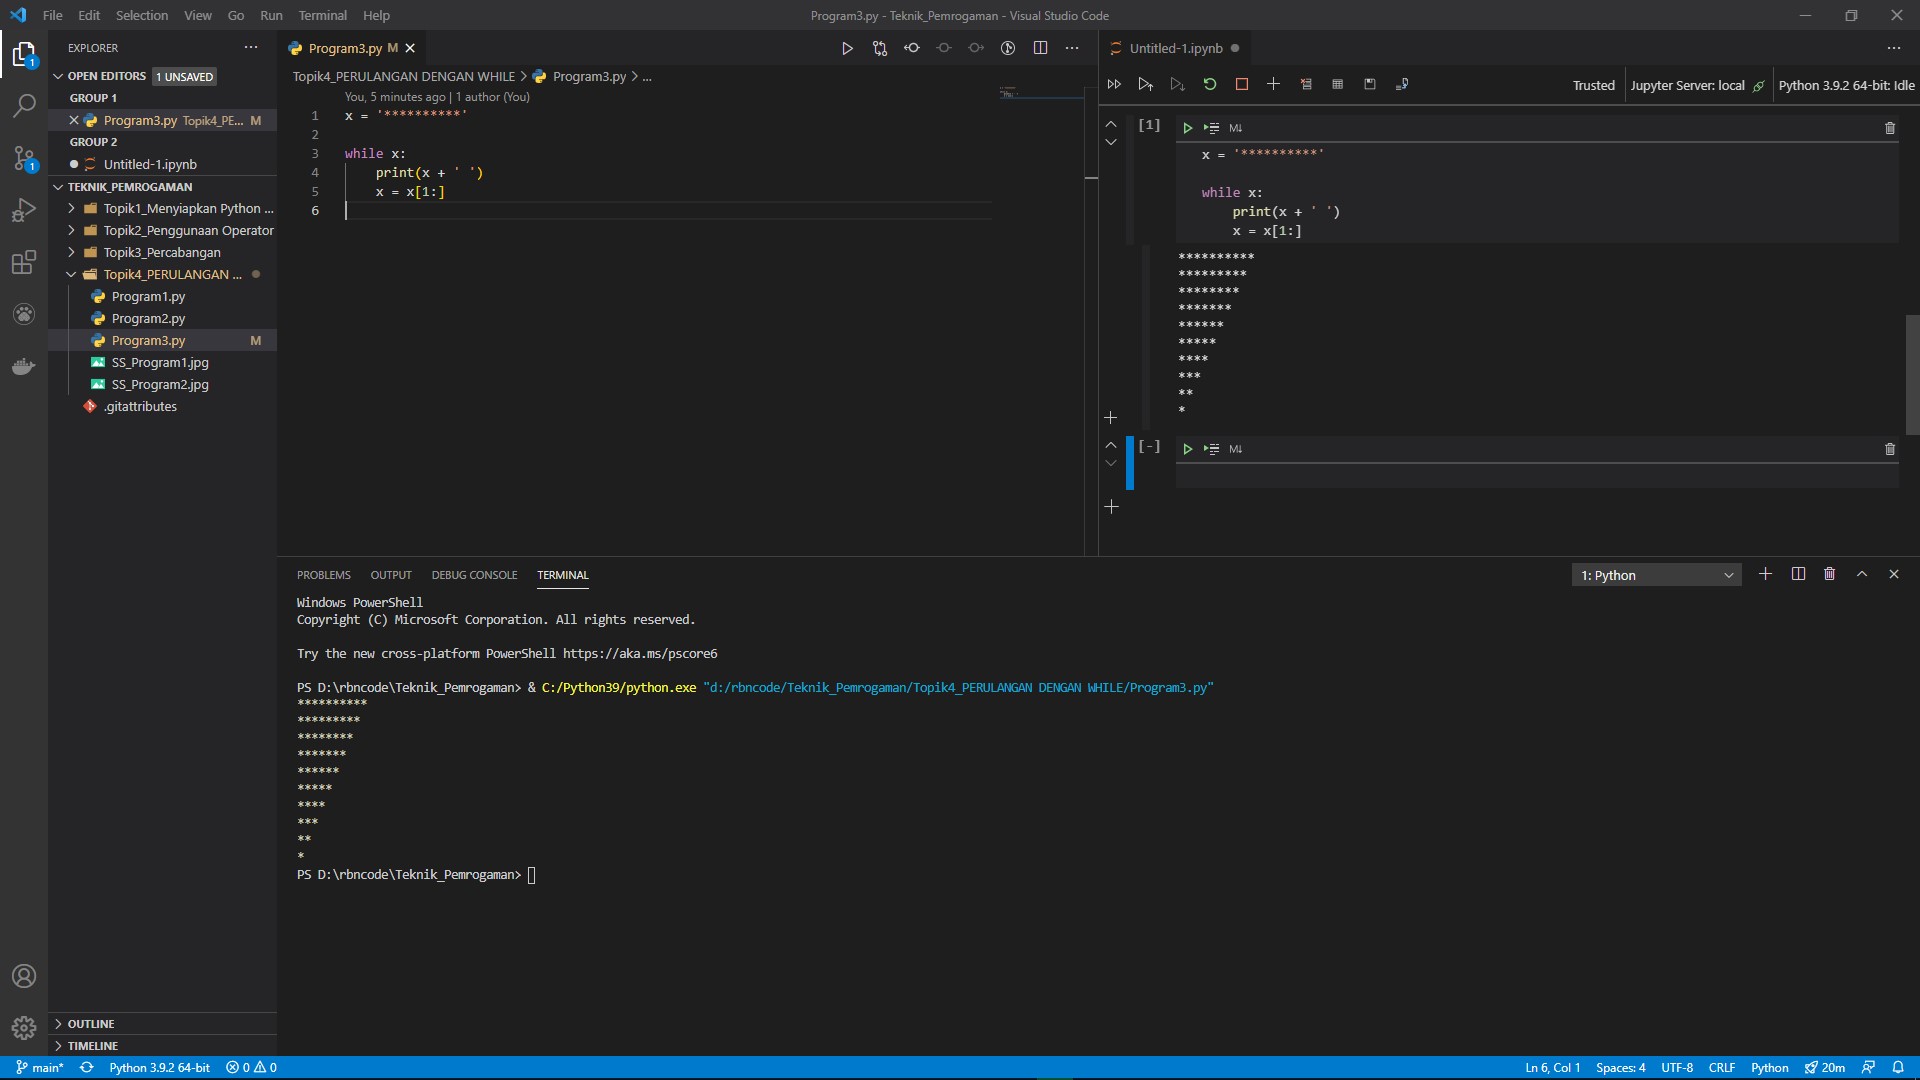 File Edit Selection View Go Run Terminal Help
Program3.py - Teknik_Pemrogaman - Visual Studio Code
EXPLORER
OPEN EDITORS 1 UNSAVED
GROUP 1
Program3.py Topik4_PE... M
GROUP 2
Untitled-1.ipynb
TEKNIK_PEMROGAMAN
Topik1_Menyiapkan Python ...
Topik2_Penggunaan Operator
Topik3_Percabangan
Topik4_PERULANGAN ...
Program1.py
Program2.py
Program3.py M
SS_Program1.jpg
SS_Program2.jpg
.gitattributes
OUTLINE
TIMELINE
1
1
Program3.py M
Topik4_PERULANGAN DENGAN WHILE > Program3.py > ...
You, 5 minutes ago | 1 author (You)
1 x = '**********'
2
3 while x:
4     print(x + ' ')
5     x = x[1:]
6
Untitled-1.ipynb
Trusted Jupyter Server: local Python 3.9.2 64-bit: Idle
[1] M↓
x = '**********'
while x:
    print(x + ' ')
    x = x[1:]
**********
*********
********
*******
******
*****
****
***
**
*
[-] M↓
PROBLEMS OUTPUT DEBUG CONSOLE TERMINAL
1: Python
Windows PowerShell
Copyright (C) Microsoft Corporation. All rights reserved.
Try the new cross-platform PowerShell https://aka.ms/pscore6
PS D:\rbncode\Teknik_Pemrogaman> & C:/Python39/python.exe "d:/rbncode/Teknik_Pemrogaman/Topik4_PERULANGAN DENGAN WHILE/Program3.py"
**********
*********
********
*******
******
*****
****
***
**
*
PS D:\rbncode\Teknik_Pemrogaman>
main* Python 3.9.2 64-bit 0 0
Ln 6, Col 1 Spaces: 4 UTF-8 CRLF Python 20m